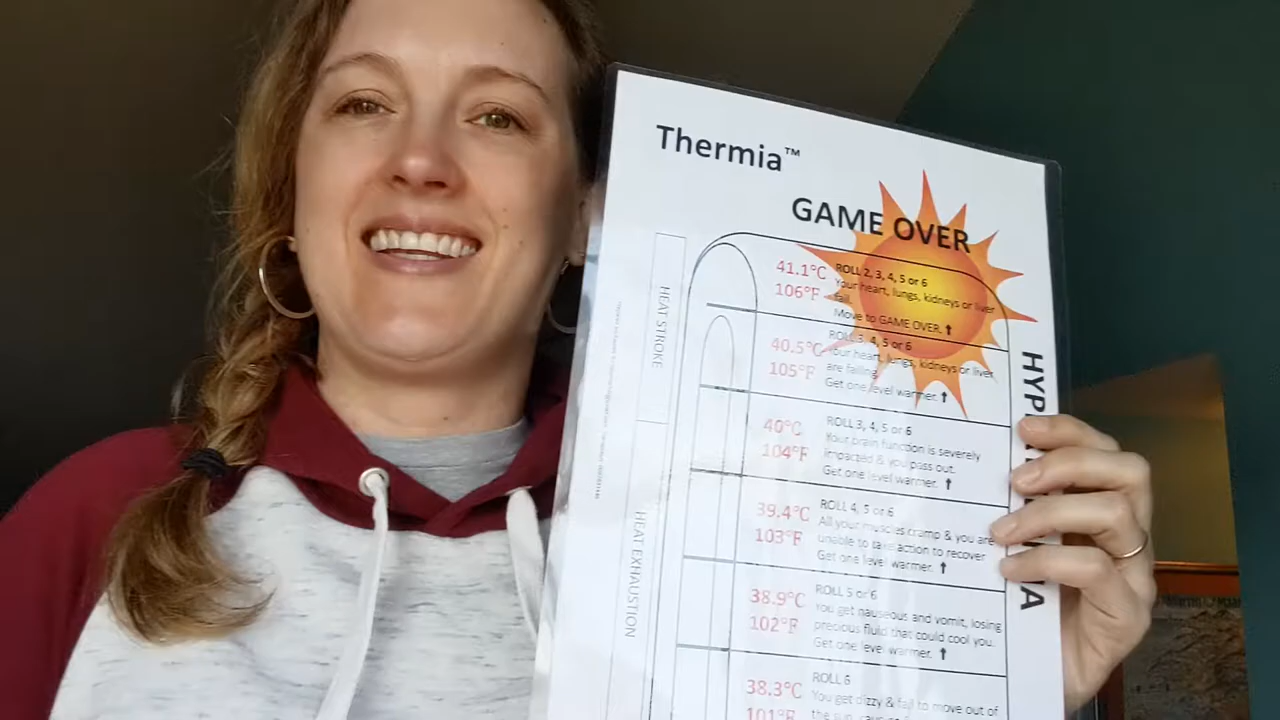 Thermia™
GAME OVER
41.1°C
106°F
ROLL 2, 3, 4, 5 or 6
Your heart, lungs, kidneys or liver
fail.
Move to GAME OVER. ↑
40.5°C
105°F
ROLL 3, 4, 5 or 6
Your heart, lungs, kidneys or liver
are failing.
Get one level warmer. ↑
40°C
104°F
ROLL 3, 4, 5 or 6
Your brain function is severely
impacted & you pass out.
Get one level warmer. ↑
39.4°C
103°F
ROLL 4, 5 or 6
All your muscles cramp & you are
unable to take action to recover
Get one level warmer. ↑
38.9°C
102°F
ROLL 5 or 6
You get nauseous and vomit, losing
precious fluid that could cool you.
Get one level warmer. ↑
38.3°C
101°F
ROLL 6
You get dizzy & fail to move out of
the sun
HEAT STROKE
HEAT EXHAUSTION
HYP
A